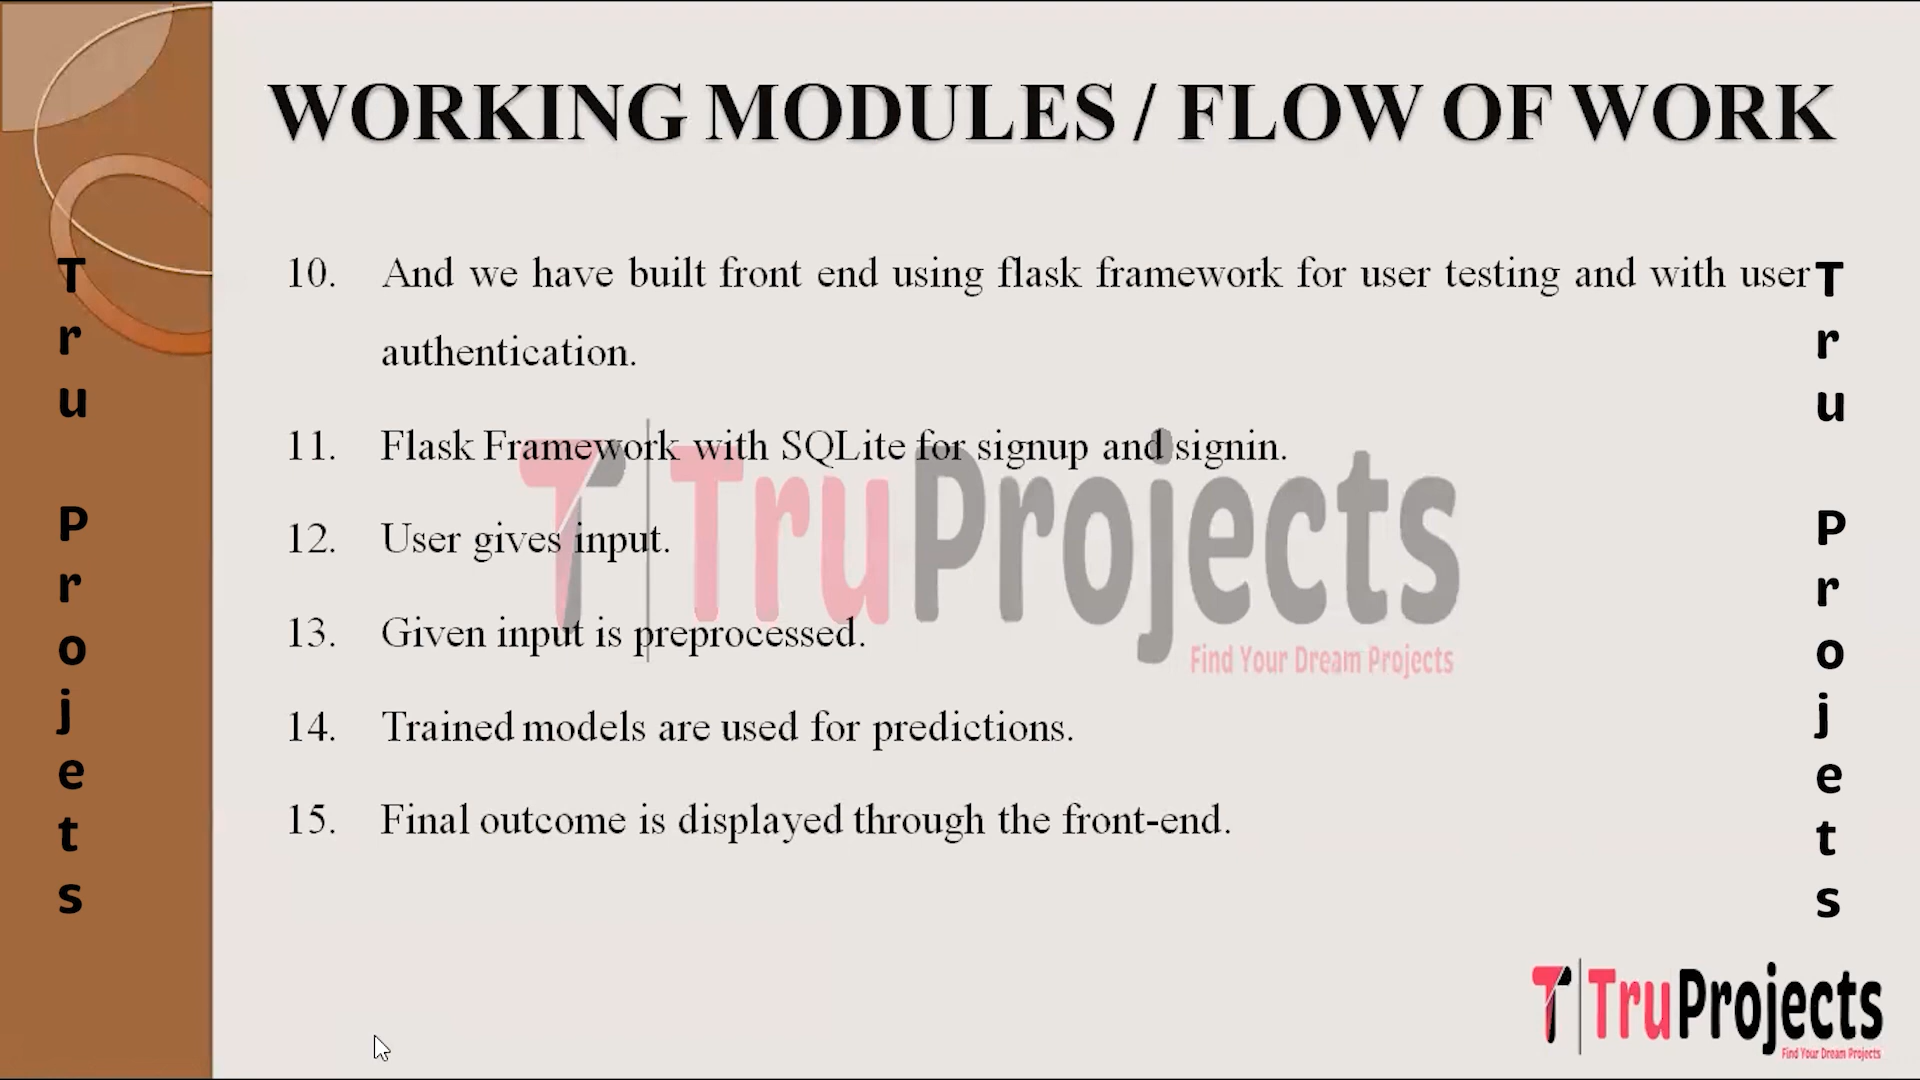 WORKING MODULES / FLOW OF WORK
10. And we have built front end using flask framework for user testing and with user
authentication.
11. Flask Framework with SQLite for signup and signin.
12. User gives input.
13. Given input is preprocessed.
14. Trained models are used for predictions.
15. Final outcome is displayed through the front-end.
Tru Projets
Tru Projets
TruProjects
Find Your Dream Projects
TruProjects
Find Your Dream Projects